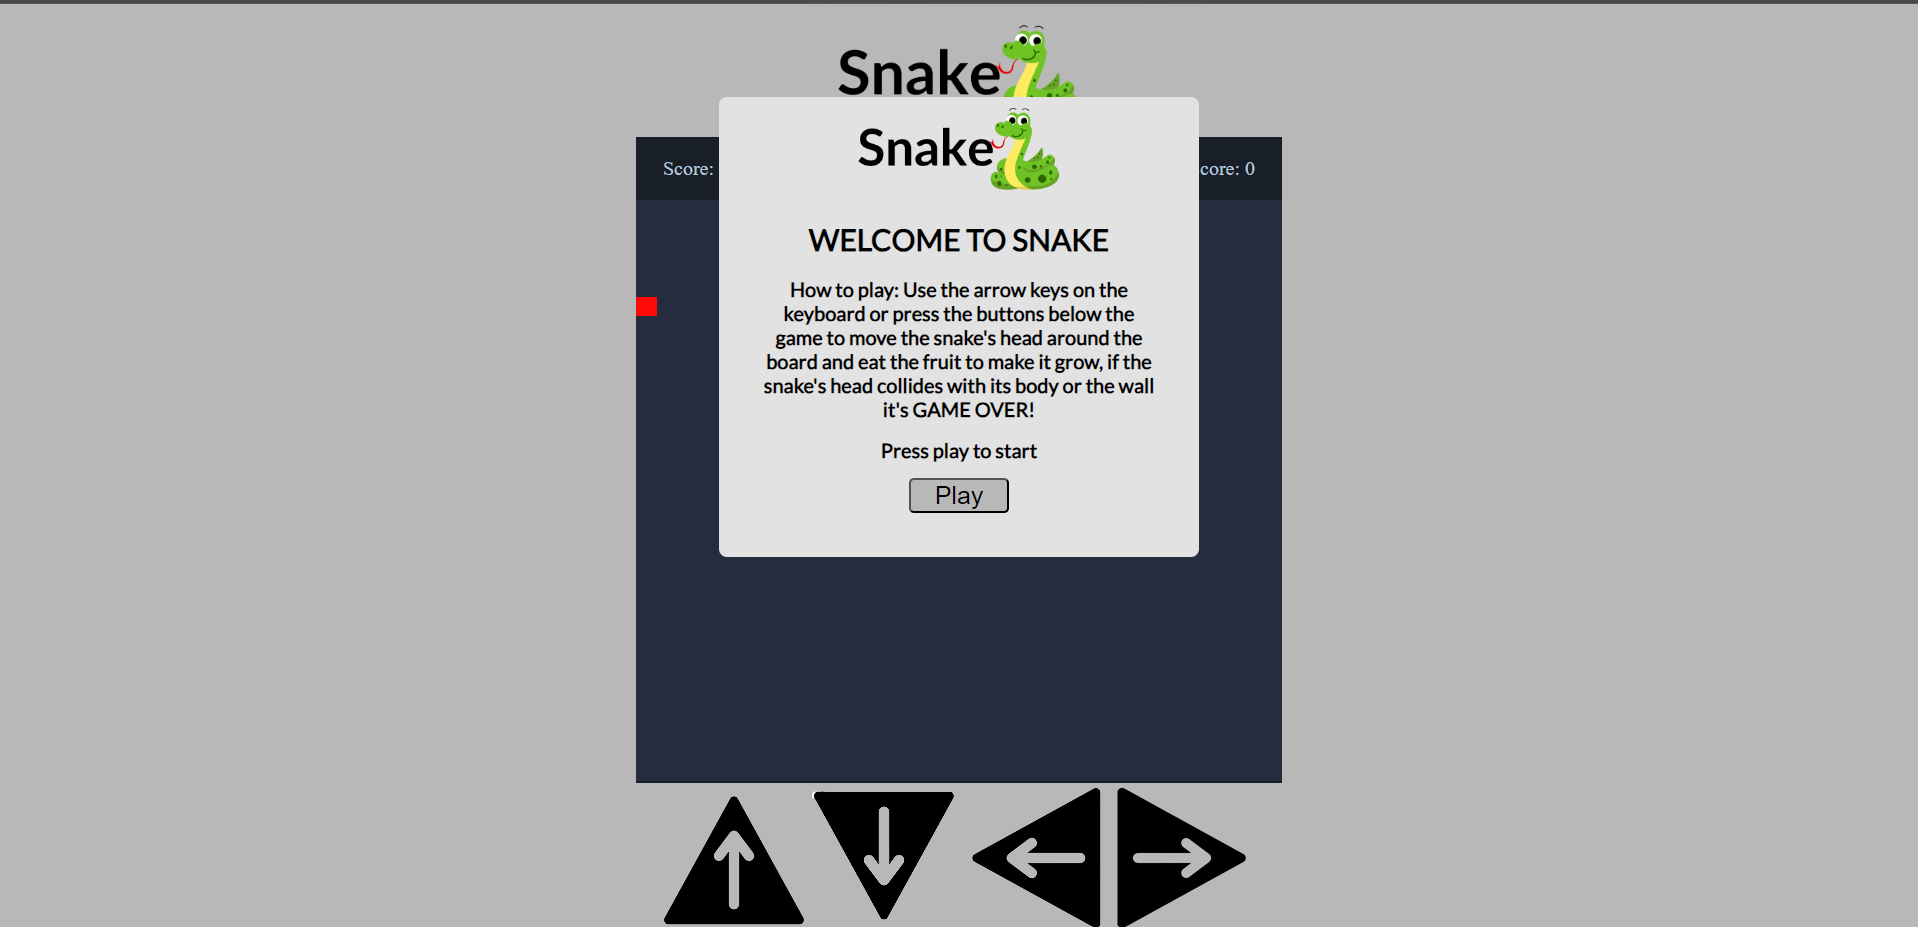 Snake
Snake
Score:
core: 0
WELCOME TO SNAKE
How to play: Use the arrow keys on the
keyboard or press the buttons below the
game to move the snake's head around the
board and eat the fruit to make it grow, if the
snake's head collides with its body or the wall
it's GAME OVER!
Press play to start
Play